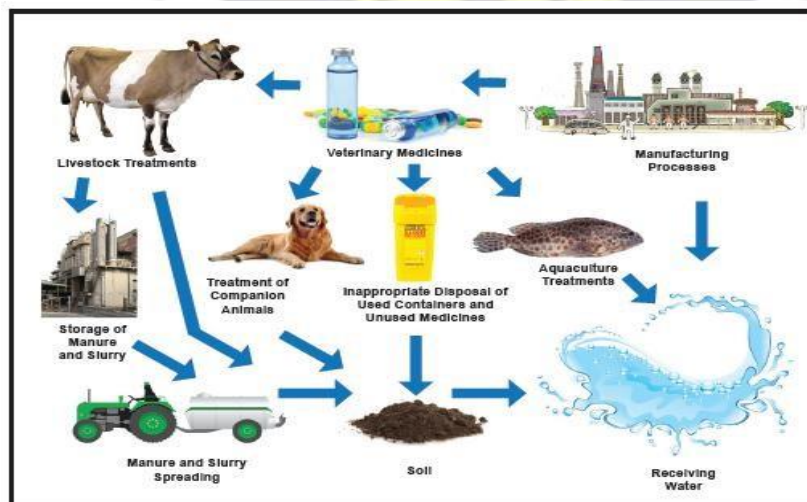 Livestock Treatments
Veterinary Medicines
Manufacturing
Processes
Treatment of
Companion
Animals
Inappropriate Disposal of
Used Containers and
Unused Medicines
Aquaculture
Treatments
Storage of
Manure
and Slurry
Manure and Slurry
Spreading
Soil
Receiving
Water